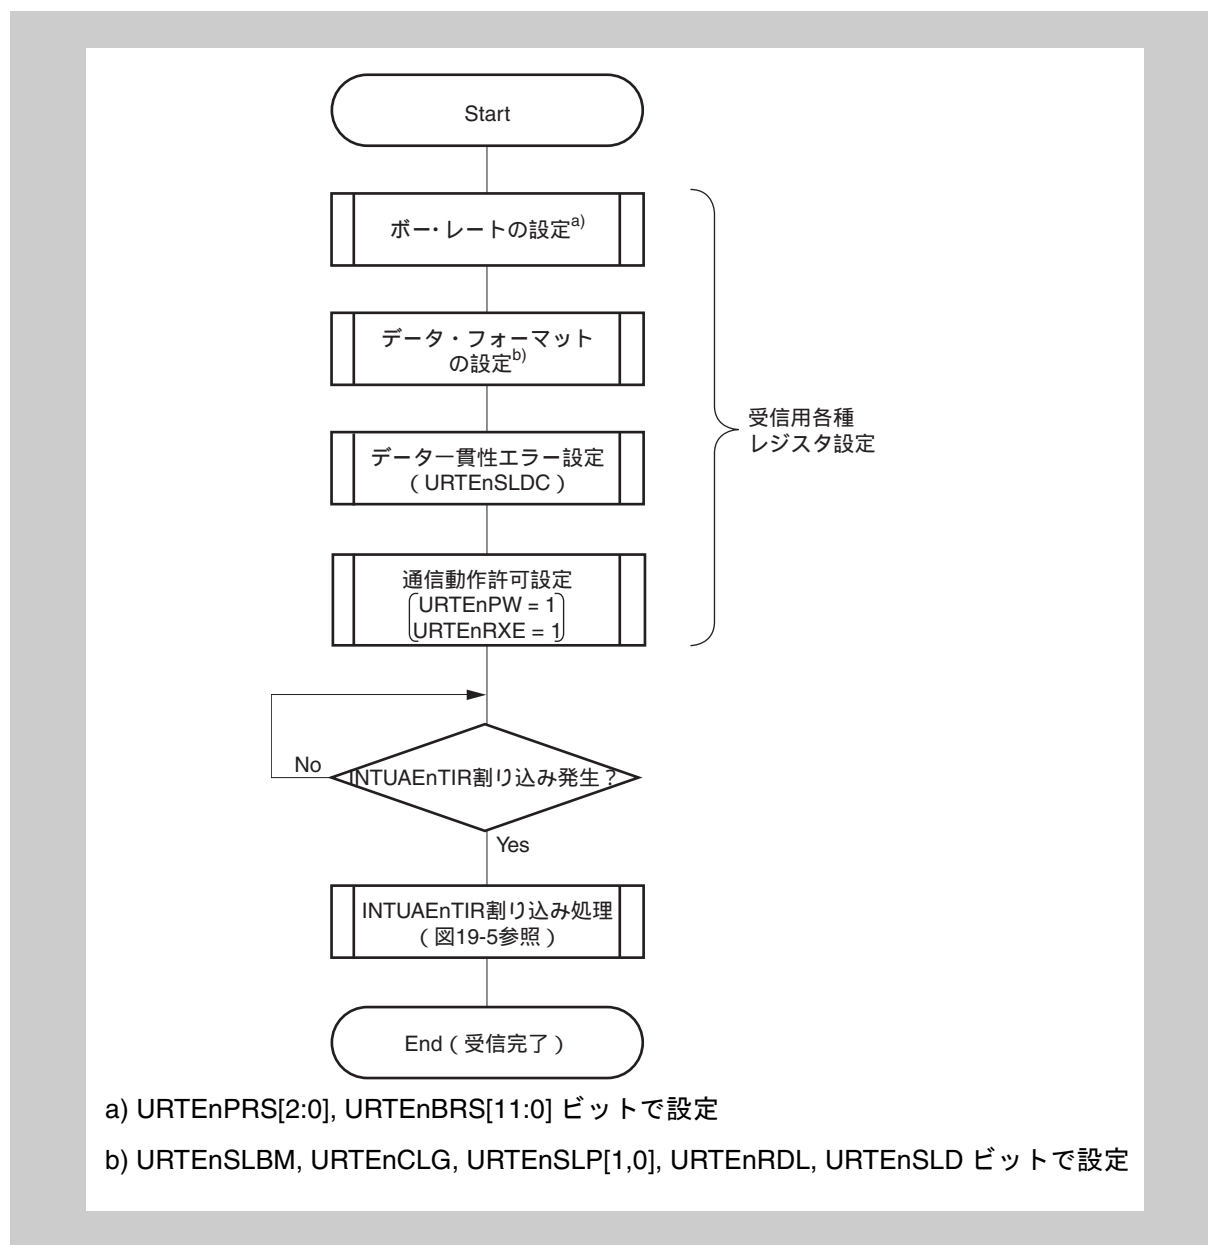 Start
ボー・レートの設定a)
データ・フォーマット
の設定b)
データ一貫性エラー設定
（URTEnSLDC）
受信用各種
レジスタ設定
通信動作許可設定
URTEnPW = 1
URTEnRXE = 1
No
INTUAEnTIR割り込み発生？
Yes
INTUAEnTIR割り込み処理
（図19-5参照）
End（受信完了）
a) URTEnPRS[2:0], URTEnBRS[11:0] ビットで設定
b) URTEnSLBM, URTEnCLG, URTEnSLP[1,0], URTEnRDL, URTEnSLD ビットで設定